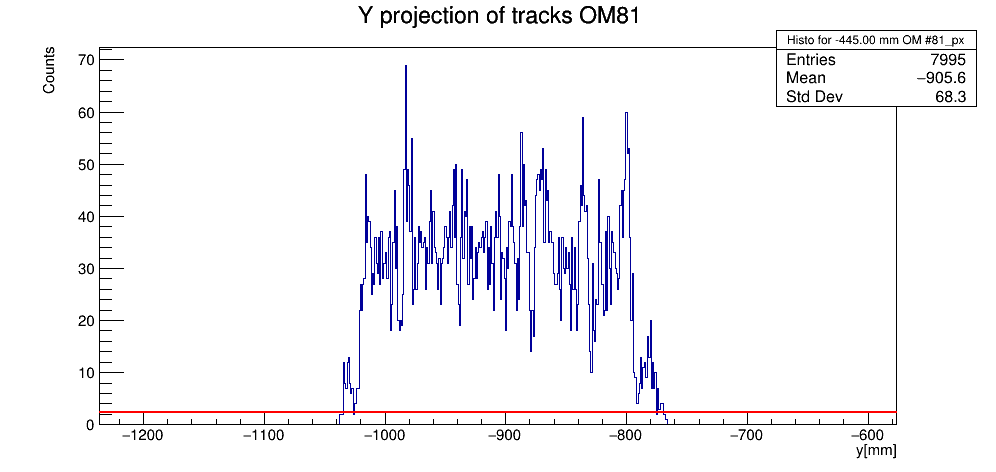 Y projection of tracks OM81
Histo for -445.00 mm OM #81_px
Entries 7995
Mean −905.6
Std Dev 68.3
Counts
70
60
50
40
30
20
10
0
−1200 −1100 −1000 −900 −800 −700 −600
y[mm]